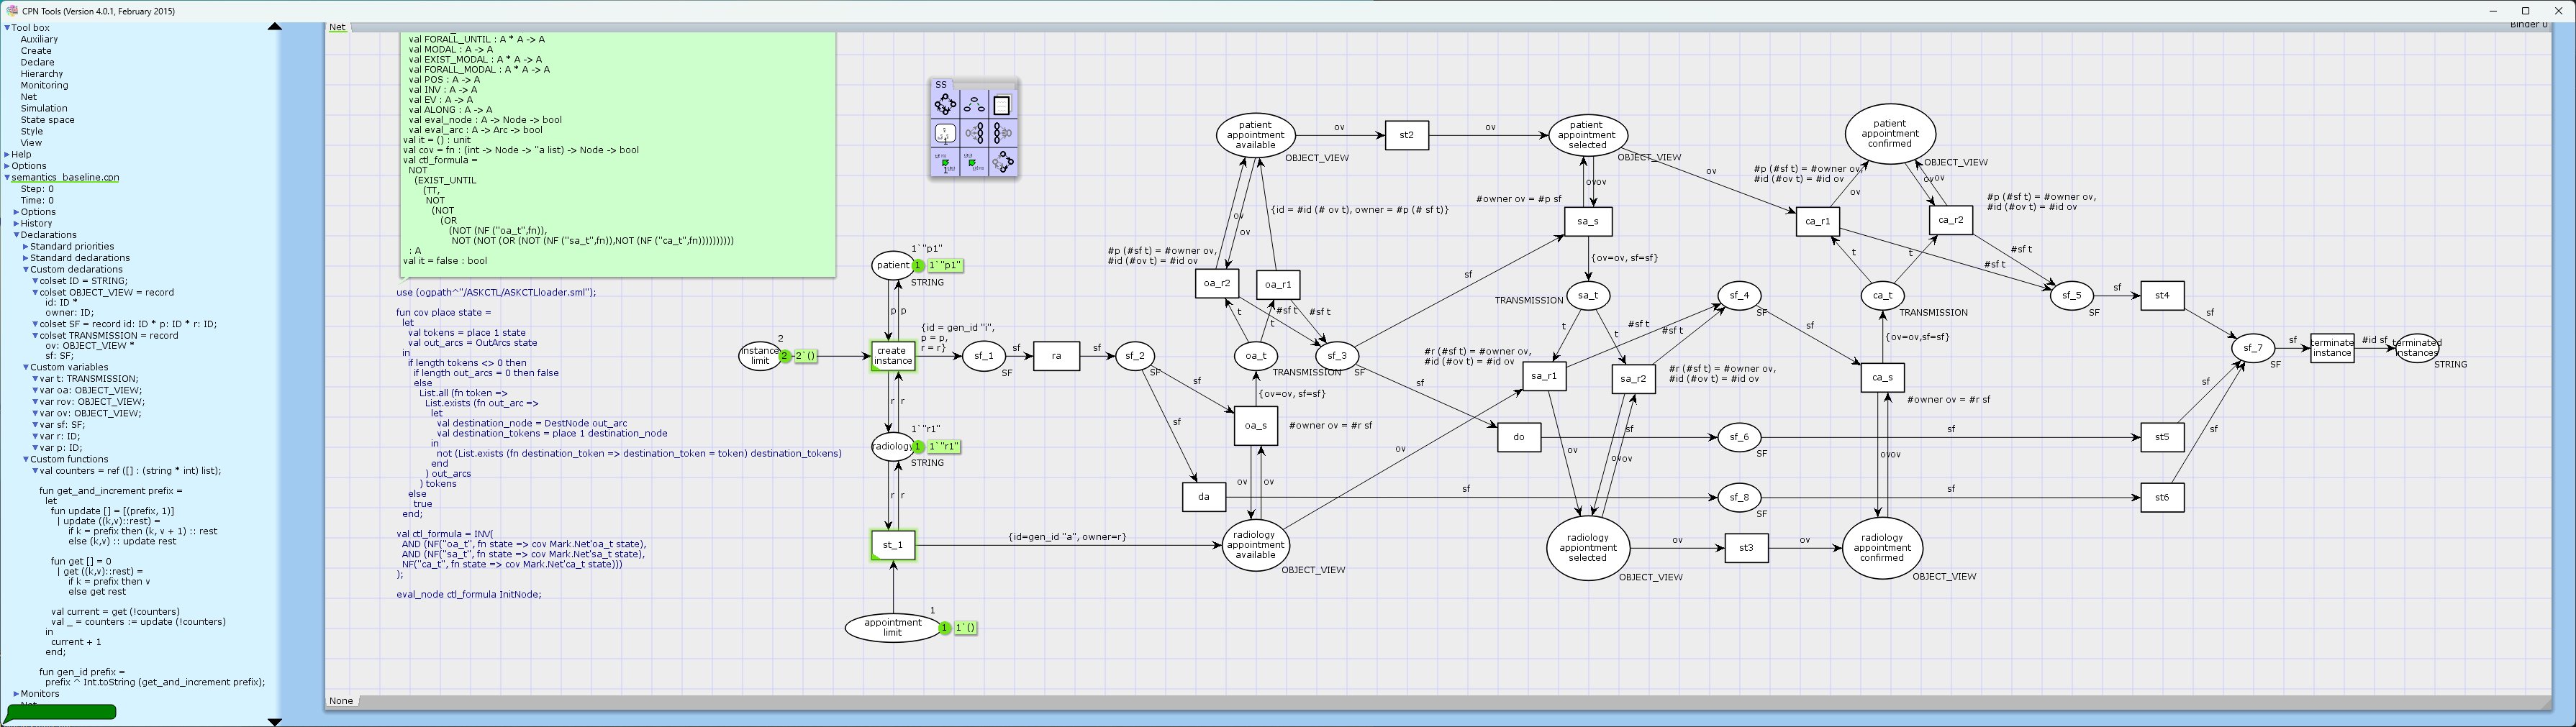 CPN Tools (Version 4.0.1, February 2015)
Tool box
Auxiliary
Create
Declare
Hierarchy
Monitoring
Net
Simulation
State space
Style
View
Help
Options
semantics_baseline.cpn
Step: 0
Time: 0
Options
History
Declarations
Standard priorities
Standard declarations
Custom declarations
colset ID = STRING;
colset OBJECT_VIEW = record
id: ID *
owner: ID;
colset SF = record id: ID * p: ID * r: ID;
colset TRANSMISSION = record
ov: OBJECT_VIEW *
sf: SF;
Custom variables
var t: TRANSMISSION;
var oa: OBJECT_VIEW;
var rov: OBJECT_VIEW;
var ov: OBJECT_VIEW;
var sf: SF;
var r: ID;
var p: ID;
Custom functions
val counters = ref ([] : (string * int) list);
fun get_and_increment prefix =
let
fun update [] = [(prefix, 1)]
| update ((k,v)::rest) =
if k = prefix then (k, v + 1) :: rest
else (k,v) :: update rest
fun get [] = 0
| get ((k,v)::rest) =
if k = prefix then v
else get rest
val current = get (!counters)
val _ = counters := update (!counters)
in
current + 1
end;
fun gen_id prefix =
prefix ^ Int.toString (get_and_increment prefix);
Monitors
Net
Binder 0
val FORALL_UNTIL : A * A -> A
val MODAL : A -> A
val EXIST_MODAL : A * A -> A
val FORALL_MODAL : A * A -> A
val POS : A -> A
val INV : A -> A
val EV : A -> A
val ALONG : A -> A
val eval_node : A -> Node -> bool
val eval_arc : A -> Arc -> bool
val it = () : unit
val cov = fn : (int -> Node -> ''a list) -> Node -> bool
val ctl_formula =
NOT
(EXIST_UNTIL
(TT,
NOT
(NOT
(OR
(NOT (NF ("oa_t",fn)),
NOT (NOT (OR (NOT (NF ("sa_t",fn)),NOT (NF ("ca_t",fn))))))))))
: A
val it = false : bool
use (ogpath^"/ASKCTL/ASKCTLloader.sml");
fun cov place state =
let
val tokens = place 1 state
val out_arcs = OutArcs state
in
if length tokens <> 0 then
if length out_arcs = 0 then false
else
List.all (fn token =>
List.exists (fn out_arc =>
let
val destination_node = DestNode out_arc
val destination_tokens = place 1 destination_node
in
not (List.exists (fn destination_token => destination_token = token) destination_tokens)
end
) out_arcs
) tokens
else
true
end;
val ctl_formula = INV(
AND (NF("oa_t", fn state => cov Mark.Net'oa_t state),
AND (NF("sa_t", fn state => cov Mark.Net'sa_t state),
NF("ca_t", fn state => cov Mark.Net'ca_t state)))
);
eval_node ctl_formula InitNode;
SS
1`"p1"
patient
1
1`"p1"
STRING
p
p
2
instance
limit
2
2`()
create
instance
{id = gen_id "i",
p = p,
r = r}
sf_1
SF
sf
ra
sf
sf_2
SF
r
r
1`"r1"
radiology
1
1`"r1"
STRING
r
r
st_1
{id=gen_id "a", owner=r}
1
appointment
limit
1
1`()
patient
appointment
available
OBJECT_VIEW
ov
st2
ov
patient
appointment
selected
OBJECT_VIEW
ov
ov
{id = #id (# ov t), owner = #p (# sf t)}
#p (#sf t) = #owner ov,
#id (#ov t) = #id ov
oa_r2
oa_r1
t
t
#sf t
#sf t
oa_t
TRANSMISSION
sf_3
SF
{ov=ov, sf=sf}
oa_s
#owner ov = #r sf
sf
sf
da
sf
ov
ov
radiology
appointment
available
OBJECT_VIEW
ov
ov
#owner ov = #p sf
sa_s
sf
{ov=ov, sf=sf}
TRANSMISSION
sa_t
t
t
#sf t
#sf t
sf_4
SF
#r (#sf t) = #owner ov,
#id (#ov t) = #id ov
sa_r1
sa_r2
#r (#sf t) = #owner ov,
#id (#ov t) = #id ov
sf
do
sf
sf_6
SF
sf
ov
ov
ov
ov
sf_8
SF
sf
radiology
appiontment
selected
OBJECT_VIEW
ov
st3
ov
radiology
appointment
confirmed
OBJECT_VIEW
patient
appointment
confirmed
OBJECT_VIEW
#p (#sf t) = #owner ov,
#id (#ov t) = #id ov
ov
ov
ov
ov
ca_r1
ca_r2
#p (#sf t) = #owner ov,
#id (#ov t) = #id ov
#sf t
#sf t
t
t
ca_t
TRANSMISSION
{ov=ov,sf=sf}
sf
ca_s
#owner ov = #r sf
ov
ov
sf_5
SF
sf
st4
sf
st5
sf
st6
sf
sf_7
SF
sf
terminate
instance
#id sf
terminated
instances
STRING
None